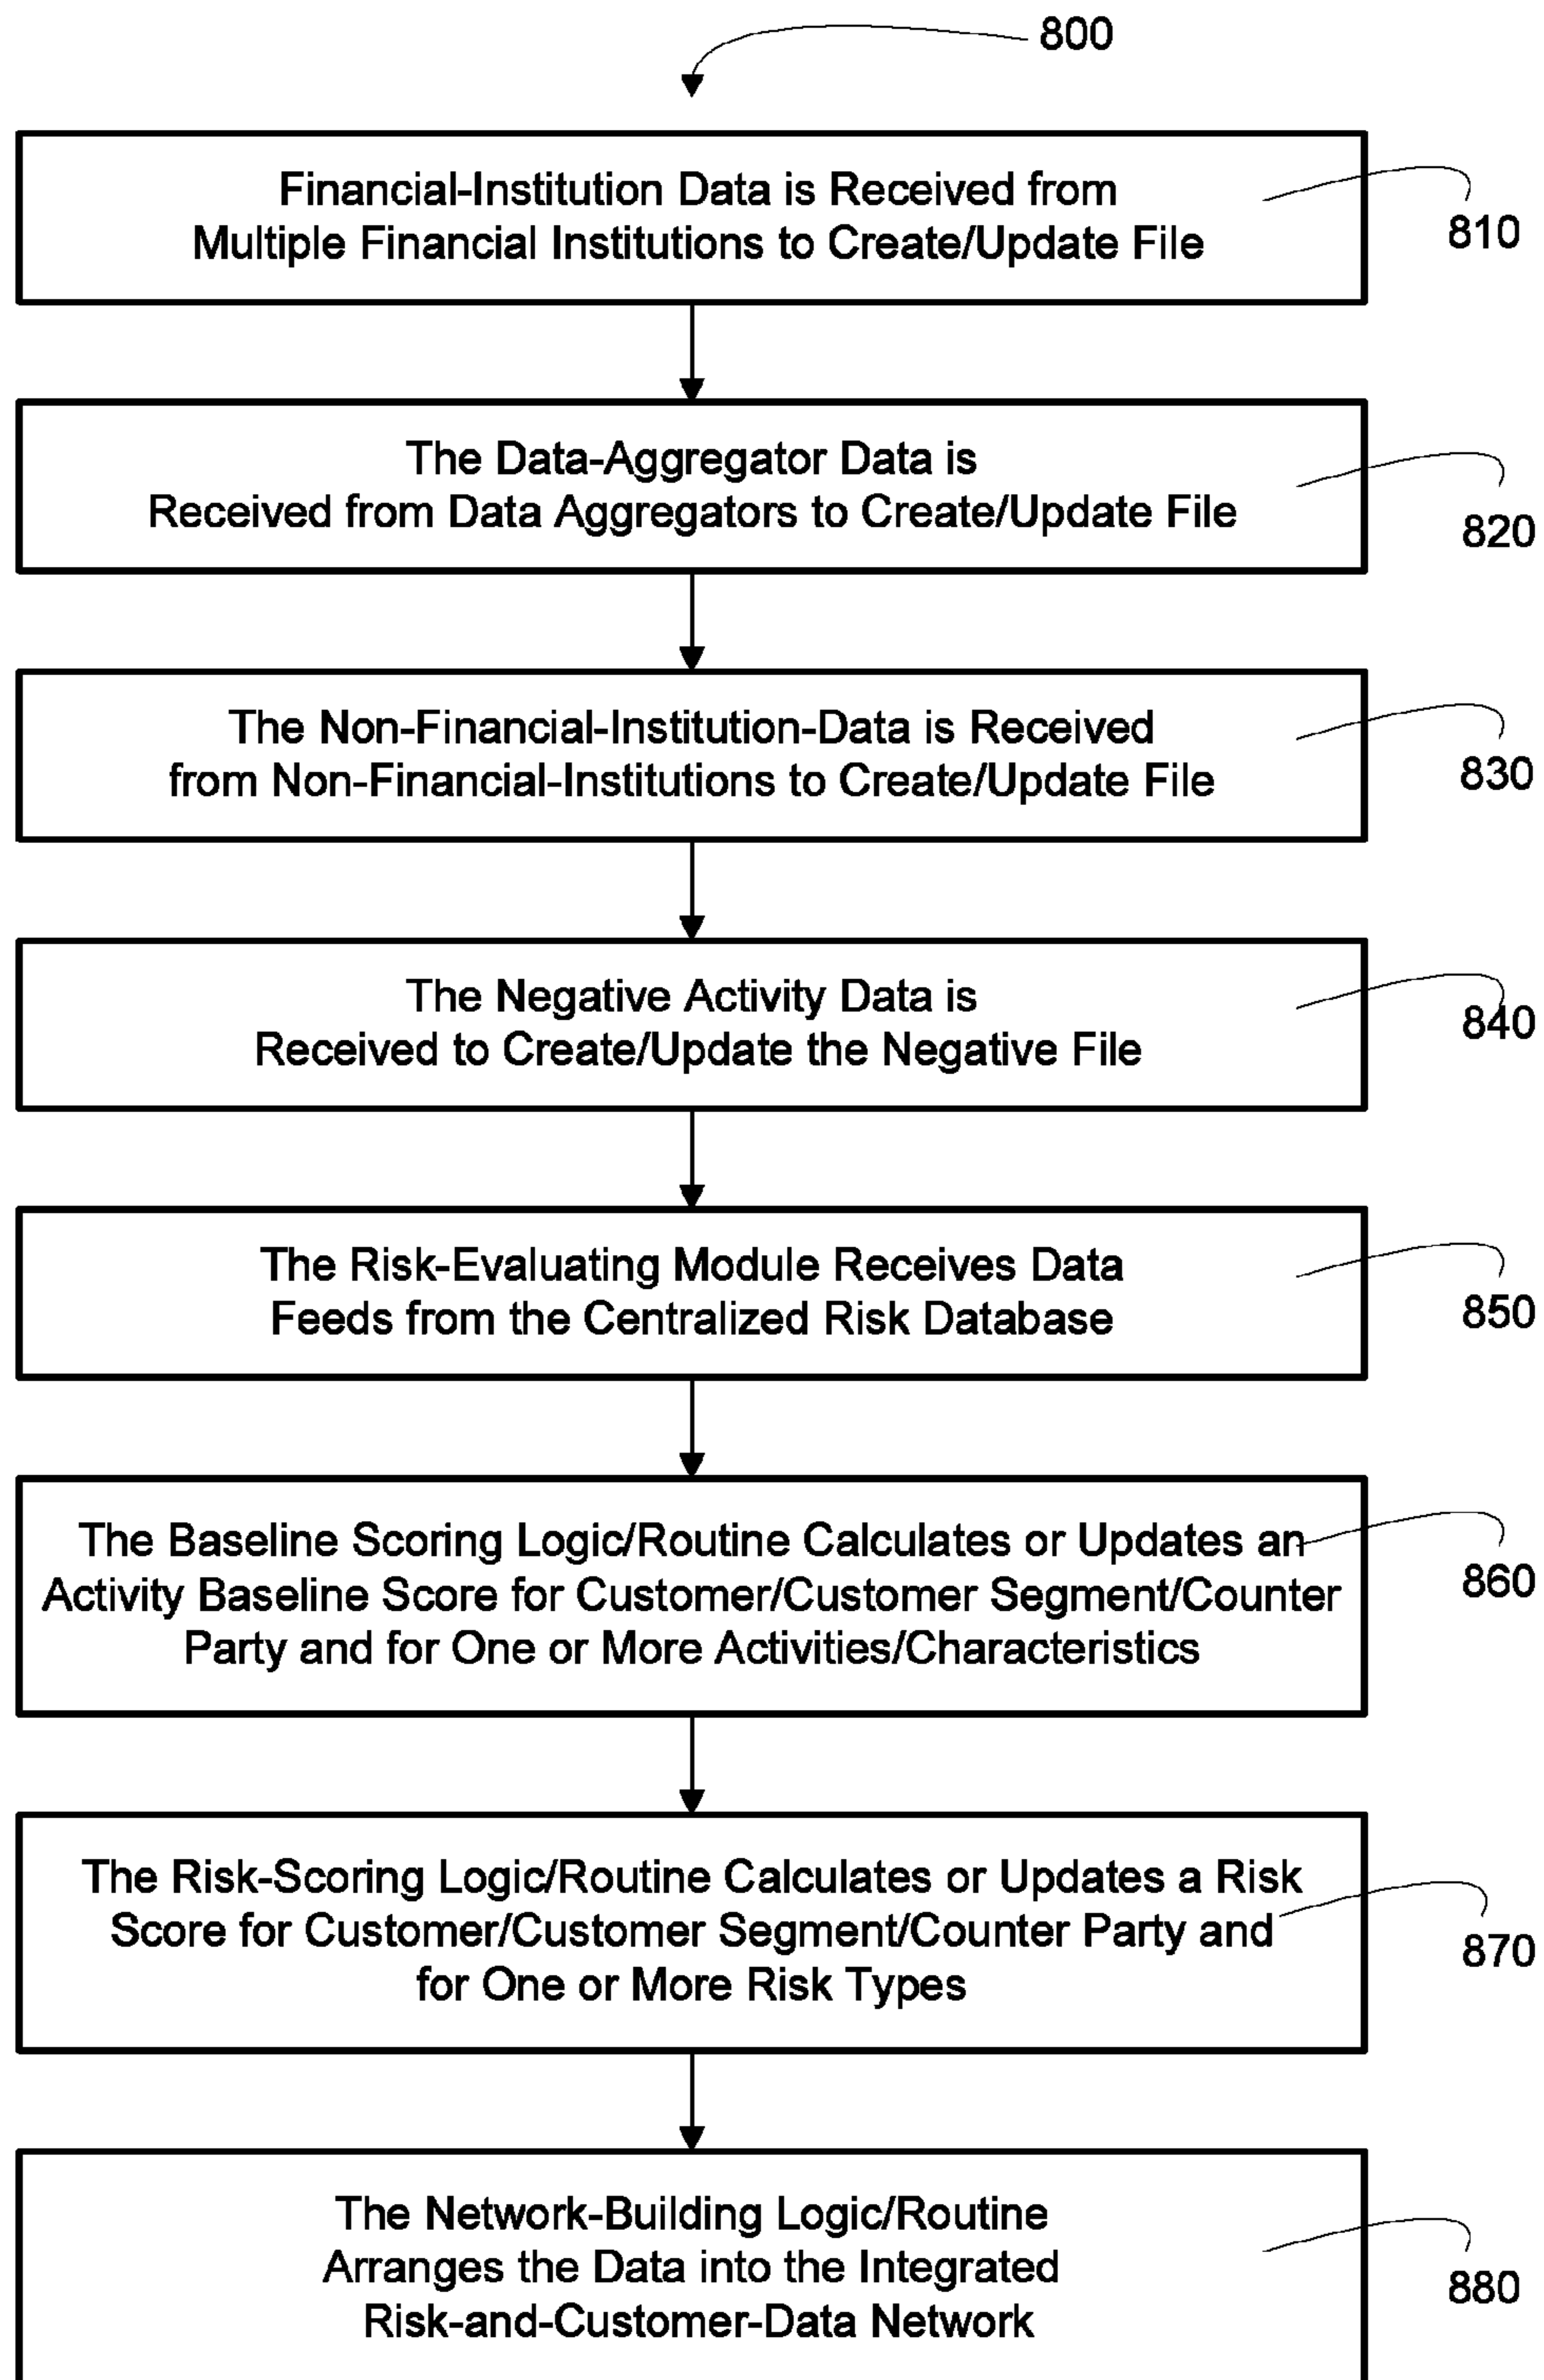 800
Financial-Institution Data is Received from
Multiple Financial Institutions to Create/Update File
810
The Data-Aggregator Data is
Received from Data Aggregators to Create/Update File
820
The Non-Financial-Institution-Data is Received
from Non-Financial-Institutions to Create/Update File
830
The Negative Activity Data is
Received to Create/Update the Negative File
840
The Risk-Evaluating Module Receives Data
Feeds from the Centralized Risk Database
850
The Baseline Scoring Logic/Routine Calculates or Updates an
Activity Baseline Score for Customer/Customer Segment/Counter
Party and for One or More Activities/Characteristics
860
The Risk-Scoring Logic/Routine Calculates or Updates a Risk
Score for Customer/Customer Segment/Counter Party and
for One or More Risk Types
870
The Network-Building Logic/Routine
Arranges the Data into the Integrated
Risk-and-Customer-Data Network
880